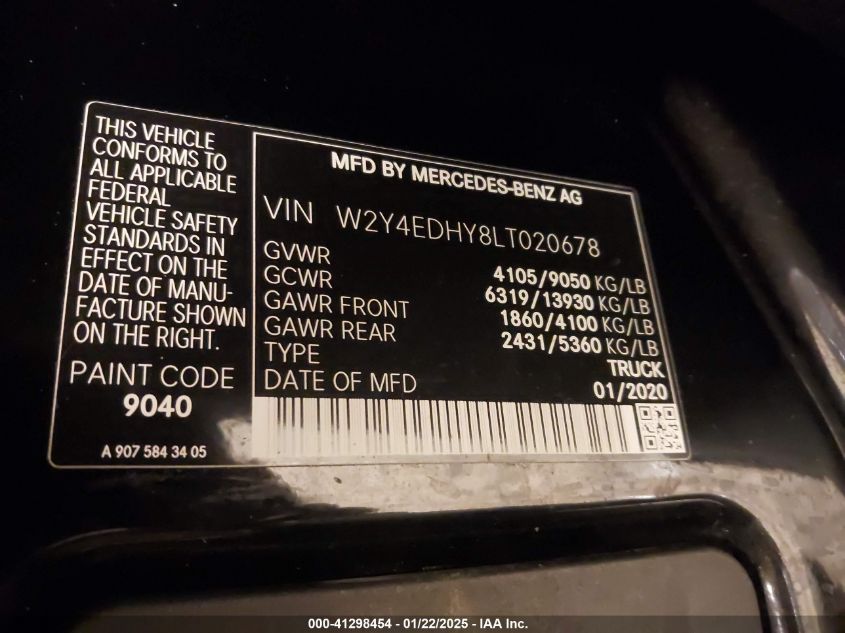 THIS VEHICLE
CONFORMS TO
ALL APPLICABLE
FEDERAL
VEHICLE SAFETY
STANDARDS IN
EFFECT ON THE
DATE OF MANU-
FACTURE SHOWN
ON THE RIGHT.
PAINT CODE
9040
A 907 584 34 05
MFD BY MERCEDES-BENZ AG
VIN W2Y4EDHY8LT020678
GVWR 4105/9050 KG/LB
GCWR 6319/13930 KG/LB
GAWR FRONT 1860/4100 KG/LB
GAWR REAR 2431/5360 KG/LB
TYPE TRUCK
DATE OF MFD 01/2020
000-41298454 - 01/22/2025 - IAA Inc.